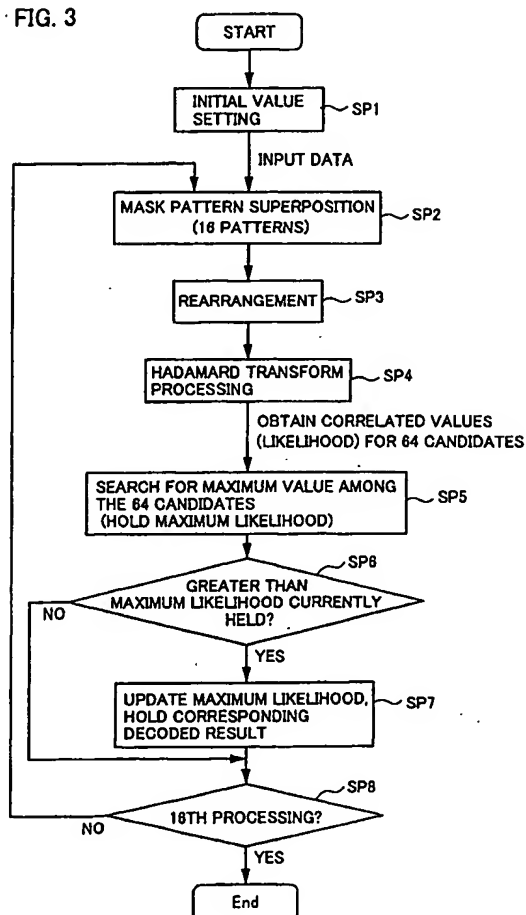 FIG. 3
START
INITIAL VALUE
SETTING
SP1
INPUT DATA
MASK PATTERN SUPERPOSITION
(16 PATTERNS)
SP2
REARRANGEMENT
SP3
HADAMARD TRANSFORM
PROCESSING
SP4
OBTAIN CORRELATED VALUES
(LIKELIHOOD) FOR 64 CANDIDATES
SEARCH FOR MAXIMUM VALUE AMONG
THE 64 CANDIDATES
(HOLD MAXIMUM LIKELIHOOD)
SP5
SP6
GREATER THAN
MAXIMUM LIKELIHOOD CURRENTLY
HELD?
NO
YES
UPDATE MAXIMUM LIKELIHOOD,
HOLD CORRESPONDING
DECODED RESULT
SP7
SP8
16TH PROCESSING?
NO
YES
End